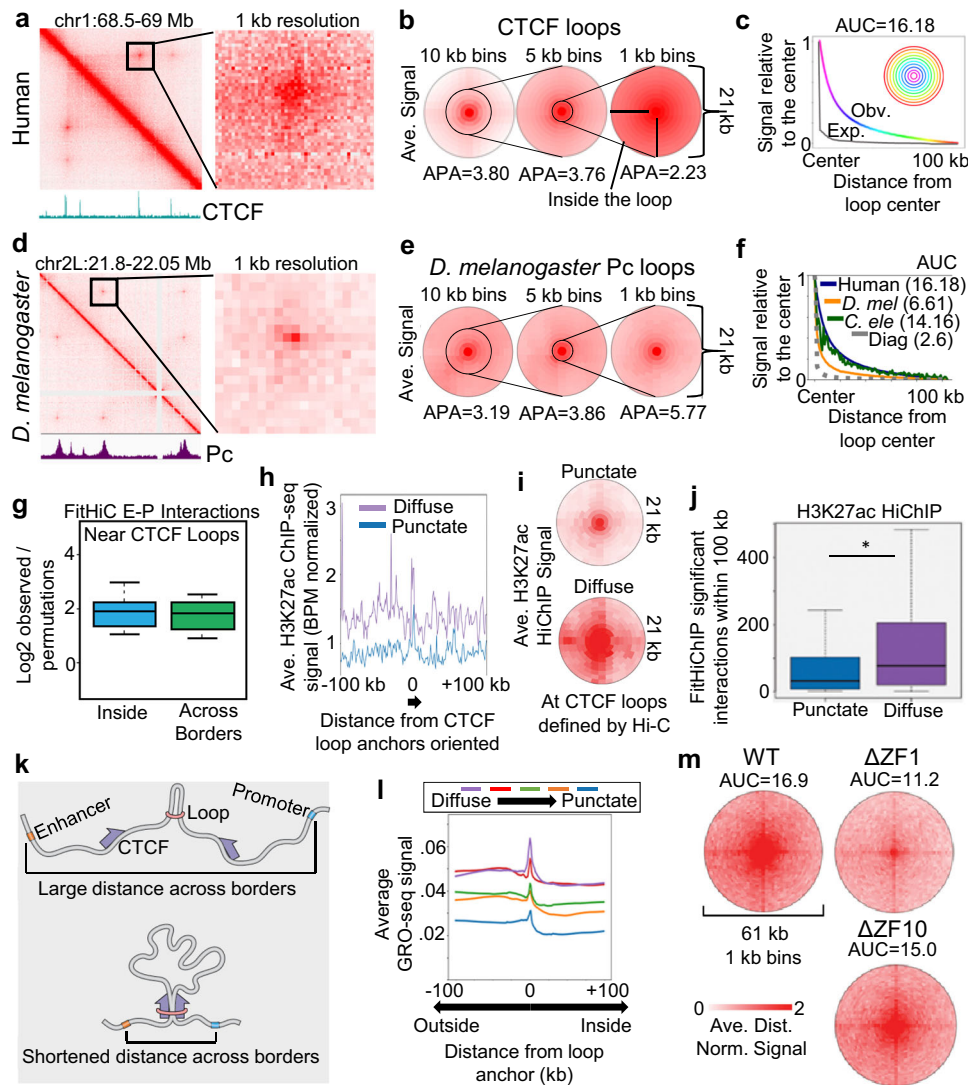 a
chr1:68.5-69 Mb
1 kb resolution
Human
CTCF
b
CTCF loops
10 kb bins
5 kb bins
1 kb bins
Ave. Signal
21 kb
APA=3.80
APA=3.76
APA=2.23
Inside the loop
c
AUC=16.18
Signal relative
to the center
1
0
Obv.
Exp.
Center
100 kb
Distance from
loop center
d
chr2L:21.8-22.05 Mb
1 kb resolution
D. melanogaster
Pc
e
D. melanogaster Pc loops
10 kb bins
5 kb bins
1 kb bins
Ave. Signal
21 kb
APA=3.19
APA=3.86
APA=5.77
f
AUC
Human (16.18)
D. mel (6.61)
C. ele (14.16)
Diag (2.6)
Signal relative
to the center
1
0
Center
100 kb
Distance from
loop center
g
FitHiC E-P Interactions
Near CTCF Loops
Log2 observed /
permutations
4
2
0
Inside
Across
Borders
h
Diffuse
Punctate
Ave. H3K27ac ChIP-seq
signal (BPM normalized)
3
2
1
-100 kb
0
+100 kb
Distance from CTCF
loop anchors oriented
i
Punctate
21 kb
Diffuse
21 kb
Ave. H3K27ac
HiChIP Signal
At CTCF loops
defined by Hi-C
j
H3K27ac HiChIP
*
FitHiChIP significant
interactions within 100 kb
400
200
0
Punctate
Diffuse
k
Enhancer
Promoter
Loop
CTCF
Large distance across borders
Shortened distance across borders
l
Diffuse
Punctate
Average
GRO-seq signal
.06
.04
.02
-100
0
+100
Outside
Inside
Distance from loop
anchor (kb)
m
WT
AUC=16.9
ΔZF1
AUC=11.2
61 kb
1 kb bins
ΔZF10
AUC=15.0
0
2
Ave. Dist.
Norm. Signal